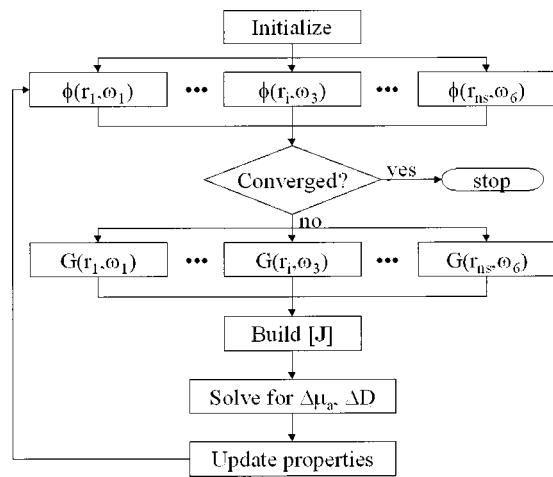 Initialize
ϕ(r₁,ω₁) ••• ϕ(rᵢ,ω₃) ••• ϕ(rₙₛ,ω₆)
Converged? yes stop
no
G(r₁,ω₁) ••• G(rᵢ,ω₃) ••• G(rₙₛ,ω₆)
Build [J]
Solve for Δμₐ, ΔD
Update properties